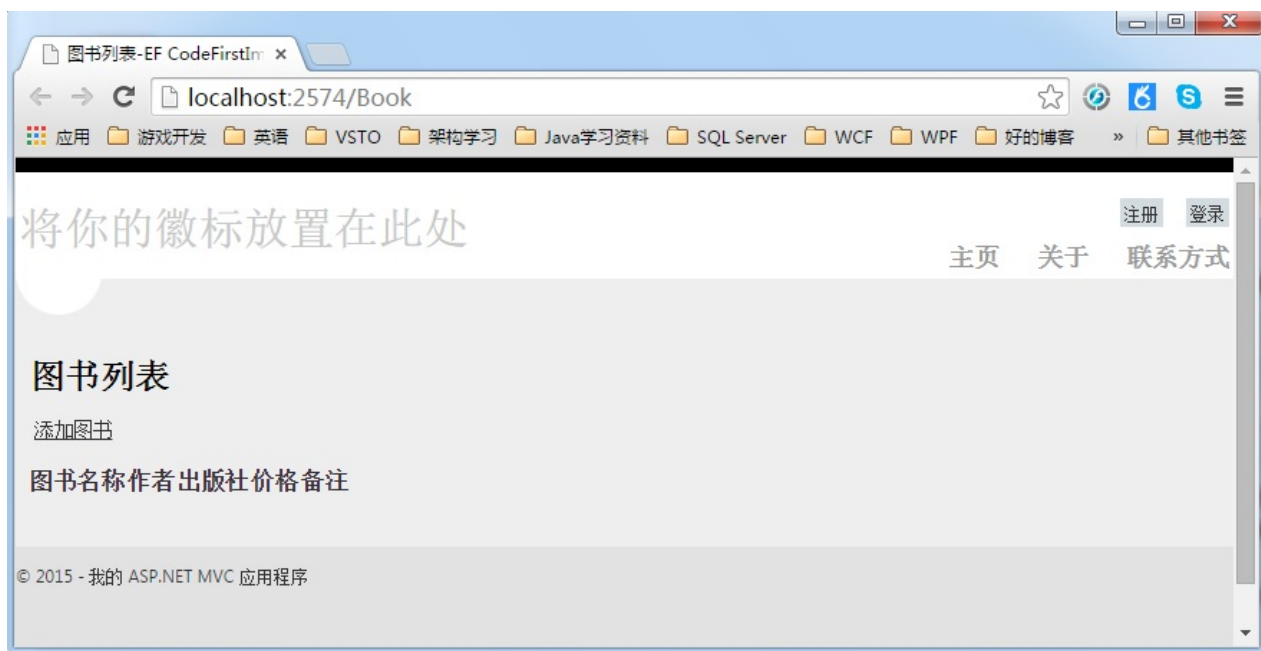 图书列表-EF CodeFirstIm
localhost:2574/Book
应用 游戏开发 英语 VSTO 架构学习 Java学习资料 SQL Server WCF WPF 好的博客 » 其他书签
将你的徽标放置在此处
注册 登录
主页 关于 联系方式
图书列表
添加图书
图书名称作者出版社价格备注
© 2015 - 我的 ASP.NET MVC 应用程序